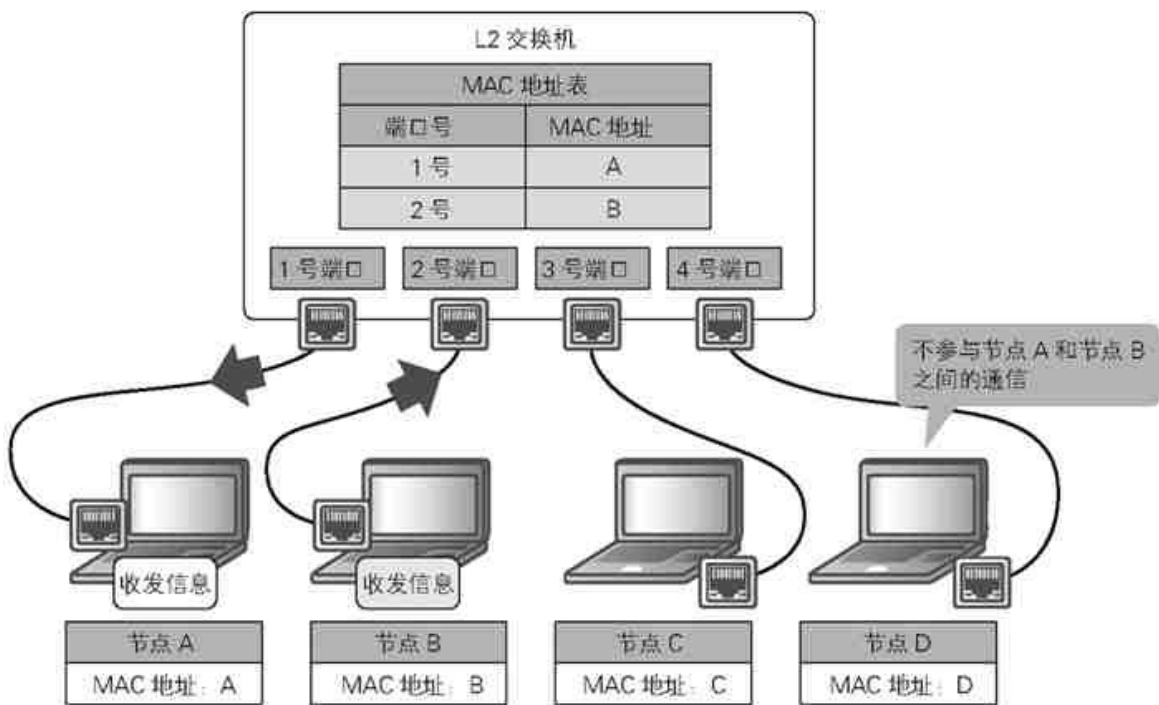 L2 交换机
MAC 地址表
端口号 MAC 地址
1 号 A
2 号 B
1 号端口 2 号端口 3 号端口 4 号端口
不参与节点 A 和节点 B
之间的通信
收发信息 收发信息
节点 A 节点 B 节点 C 节点 D
MAC 地址：A MAC 地址：B MAC 地址：C MAC 地址：D